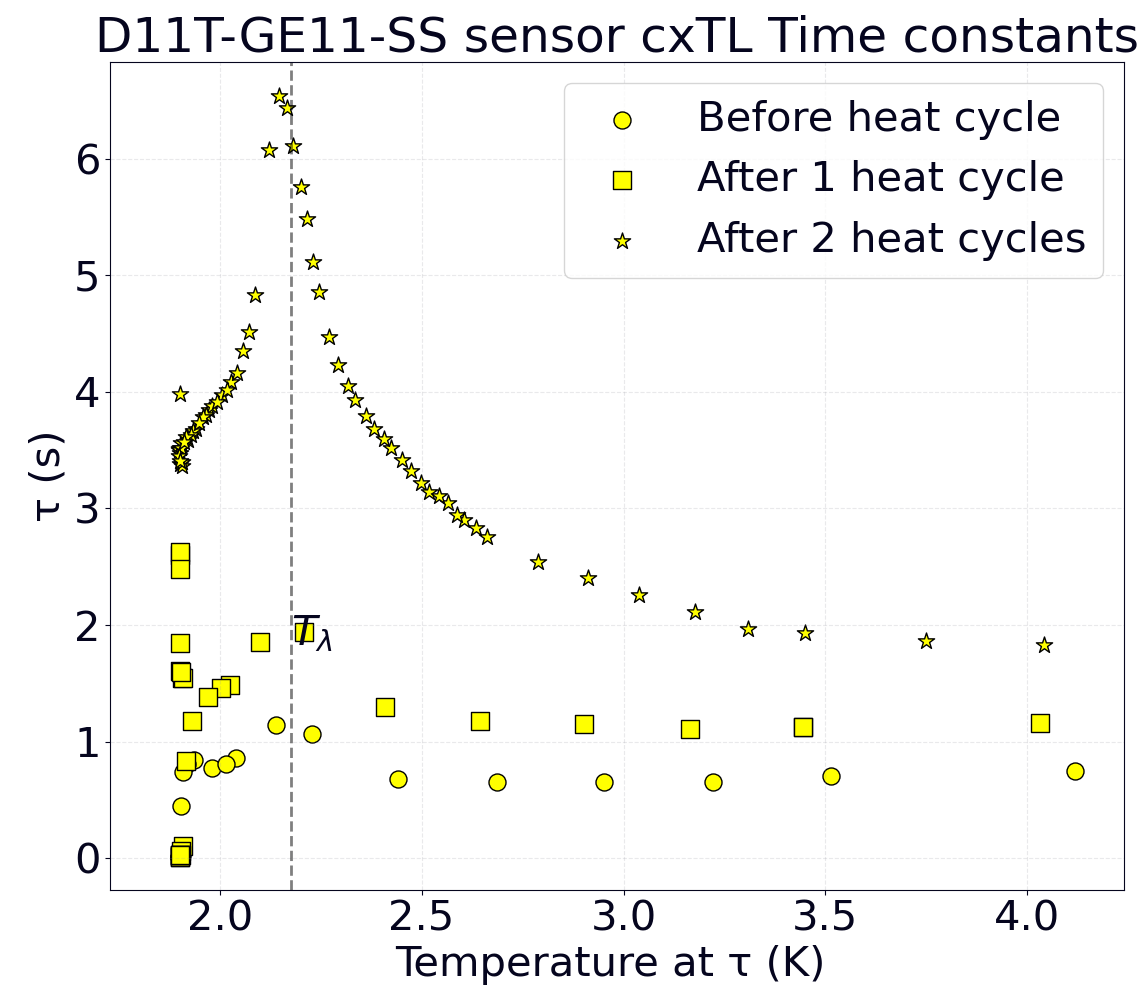 D11T-GE11-SS sensor cxTL Time constants
Before heat cycle
After 1 heat cycle
After 2 heat cycles
τ (s)
6
5
4
3
2
1
0
T_λ
2.0 2.5 3.0 3.5 4.0
Temperature at τ (K)